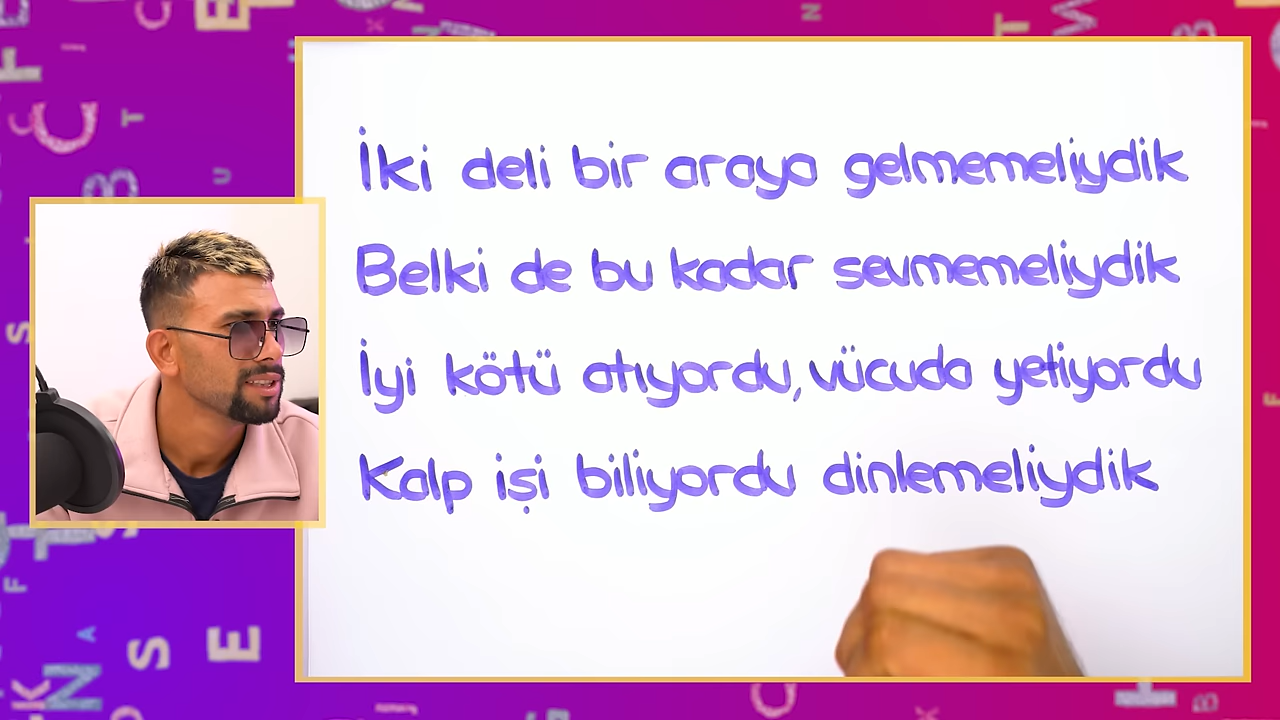 İki deli bir araya gelmemeliydik
Belki de bu kadar sevmemeliydik
İyi kötü atıyordu, vücuda yetiyordu
Kalp işi biliyordu dinlemeliydik